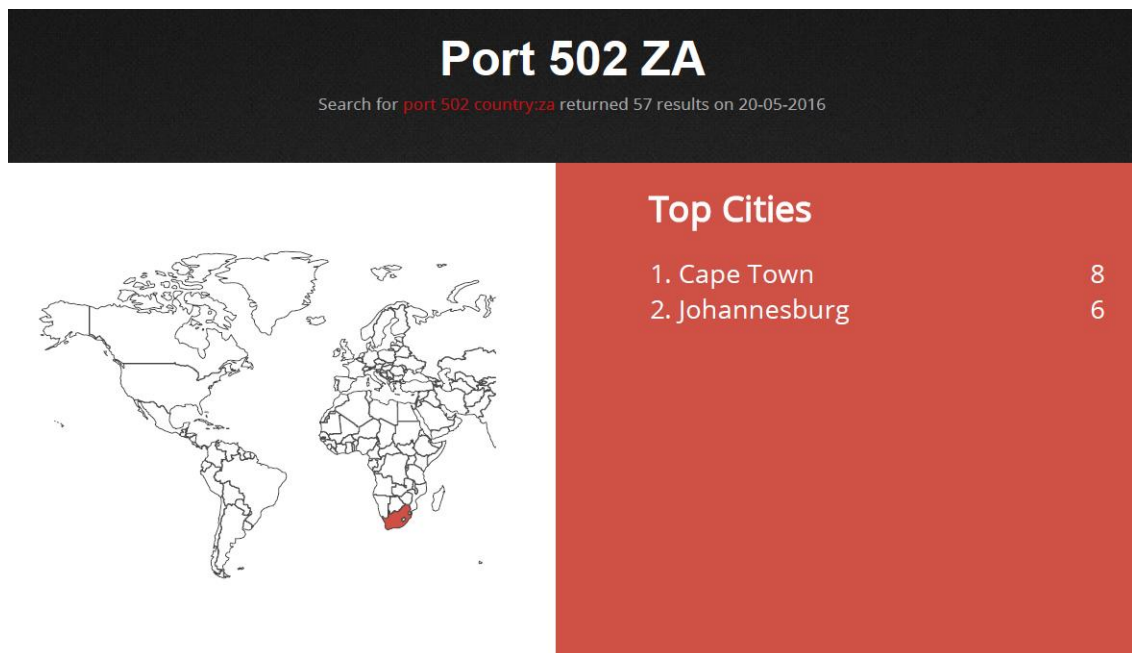 Port 502 ZA
Search for port 502 country:za returned 57 results on 20-05-2016
Top Cities
1. Cape Town 8
2. Johannesburg 6